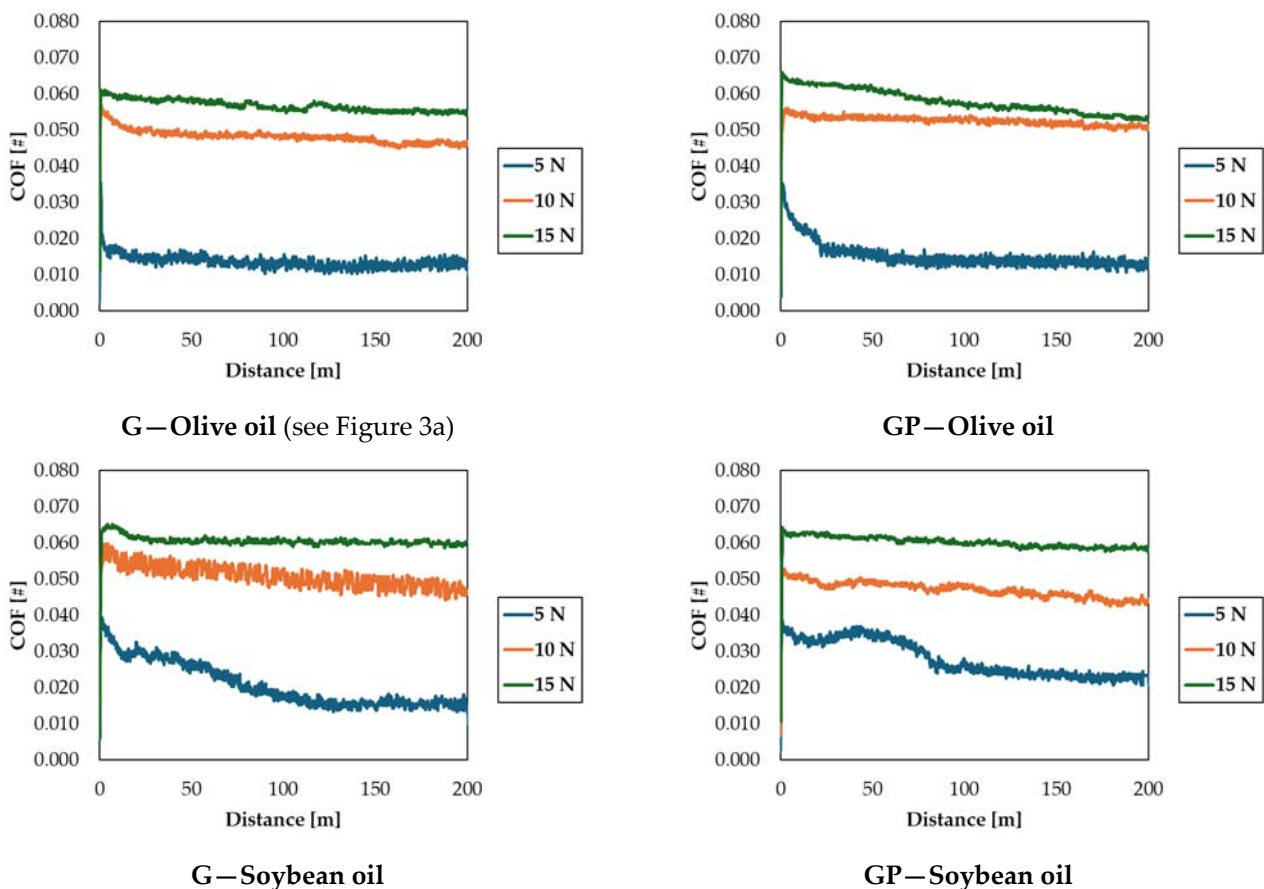 0.080
0.070
0.060
0.050
0.040
0.030
0.020
0.010
0.000
COF [#]
0 50 100 150 200
Distance [m]
5 N
10 N
15 N
G—Olive oil (see Figure 3a)
0.080
0.070
0.060
0.050
0.040
0.030
0.020
0.010
0.000
COF [#]
0 50 100 150 200
Distance [m]
5 N
10 N
15 N
GP—Olive oil
0.080
0.070
0.060
0.050
0.040
0.030
0.020
0.010
0.000
COF [#]
0 50 100 150 200
Distance [m]
5 N
10 N
15 N
G—Soybean oil
0.080
0.070
0.060
0.050
0.040
0.030
0.020
0.010
0.000
COF [#]
0 50 100 150 200
Distance [m]
5 N
10 N
15 N
GP—Soybean oil